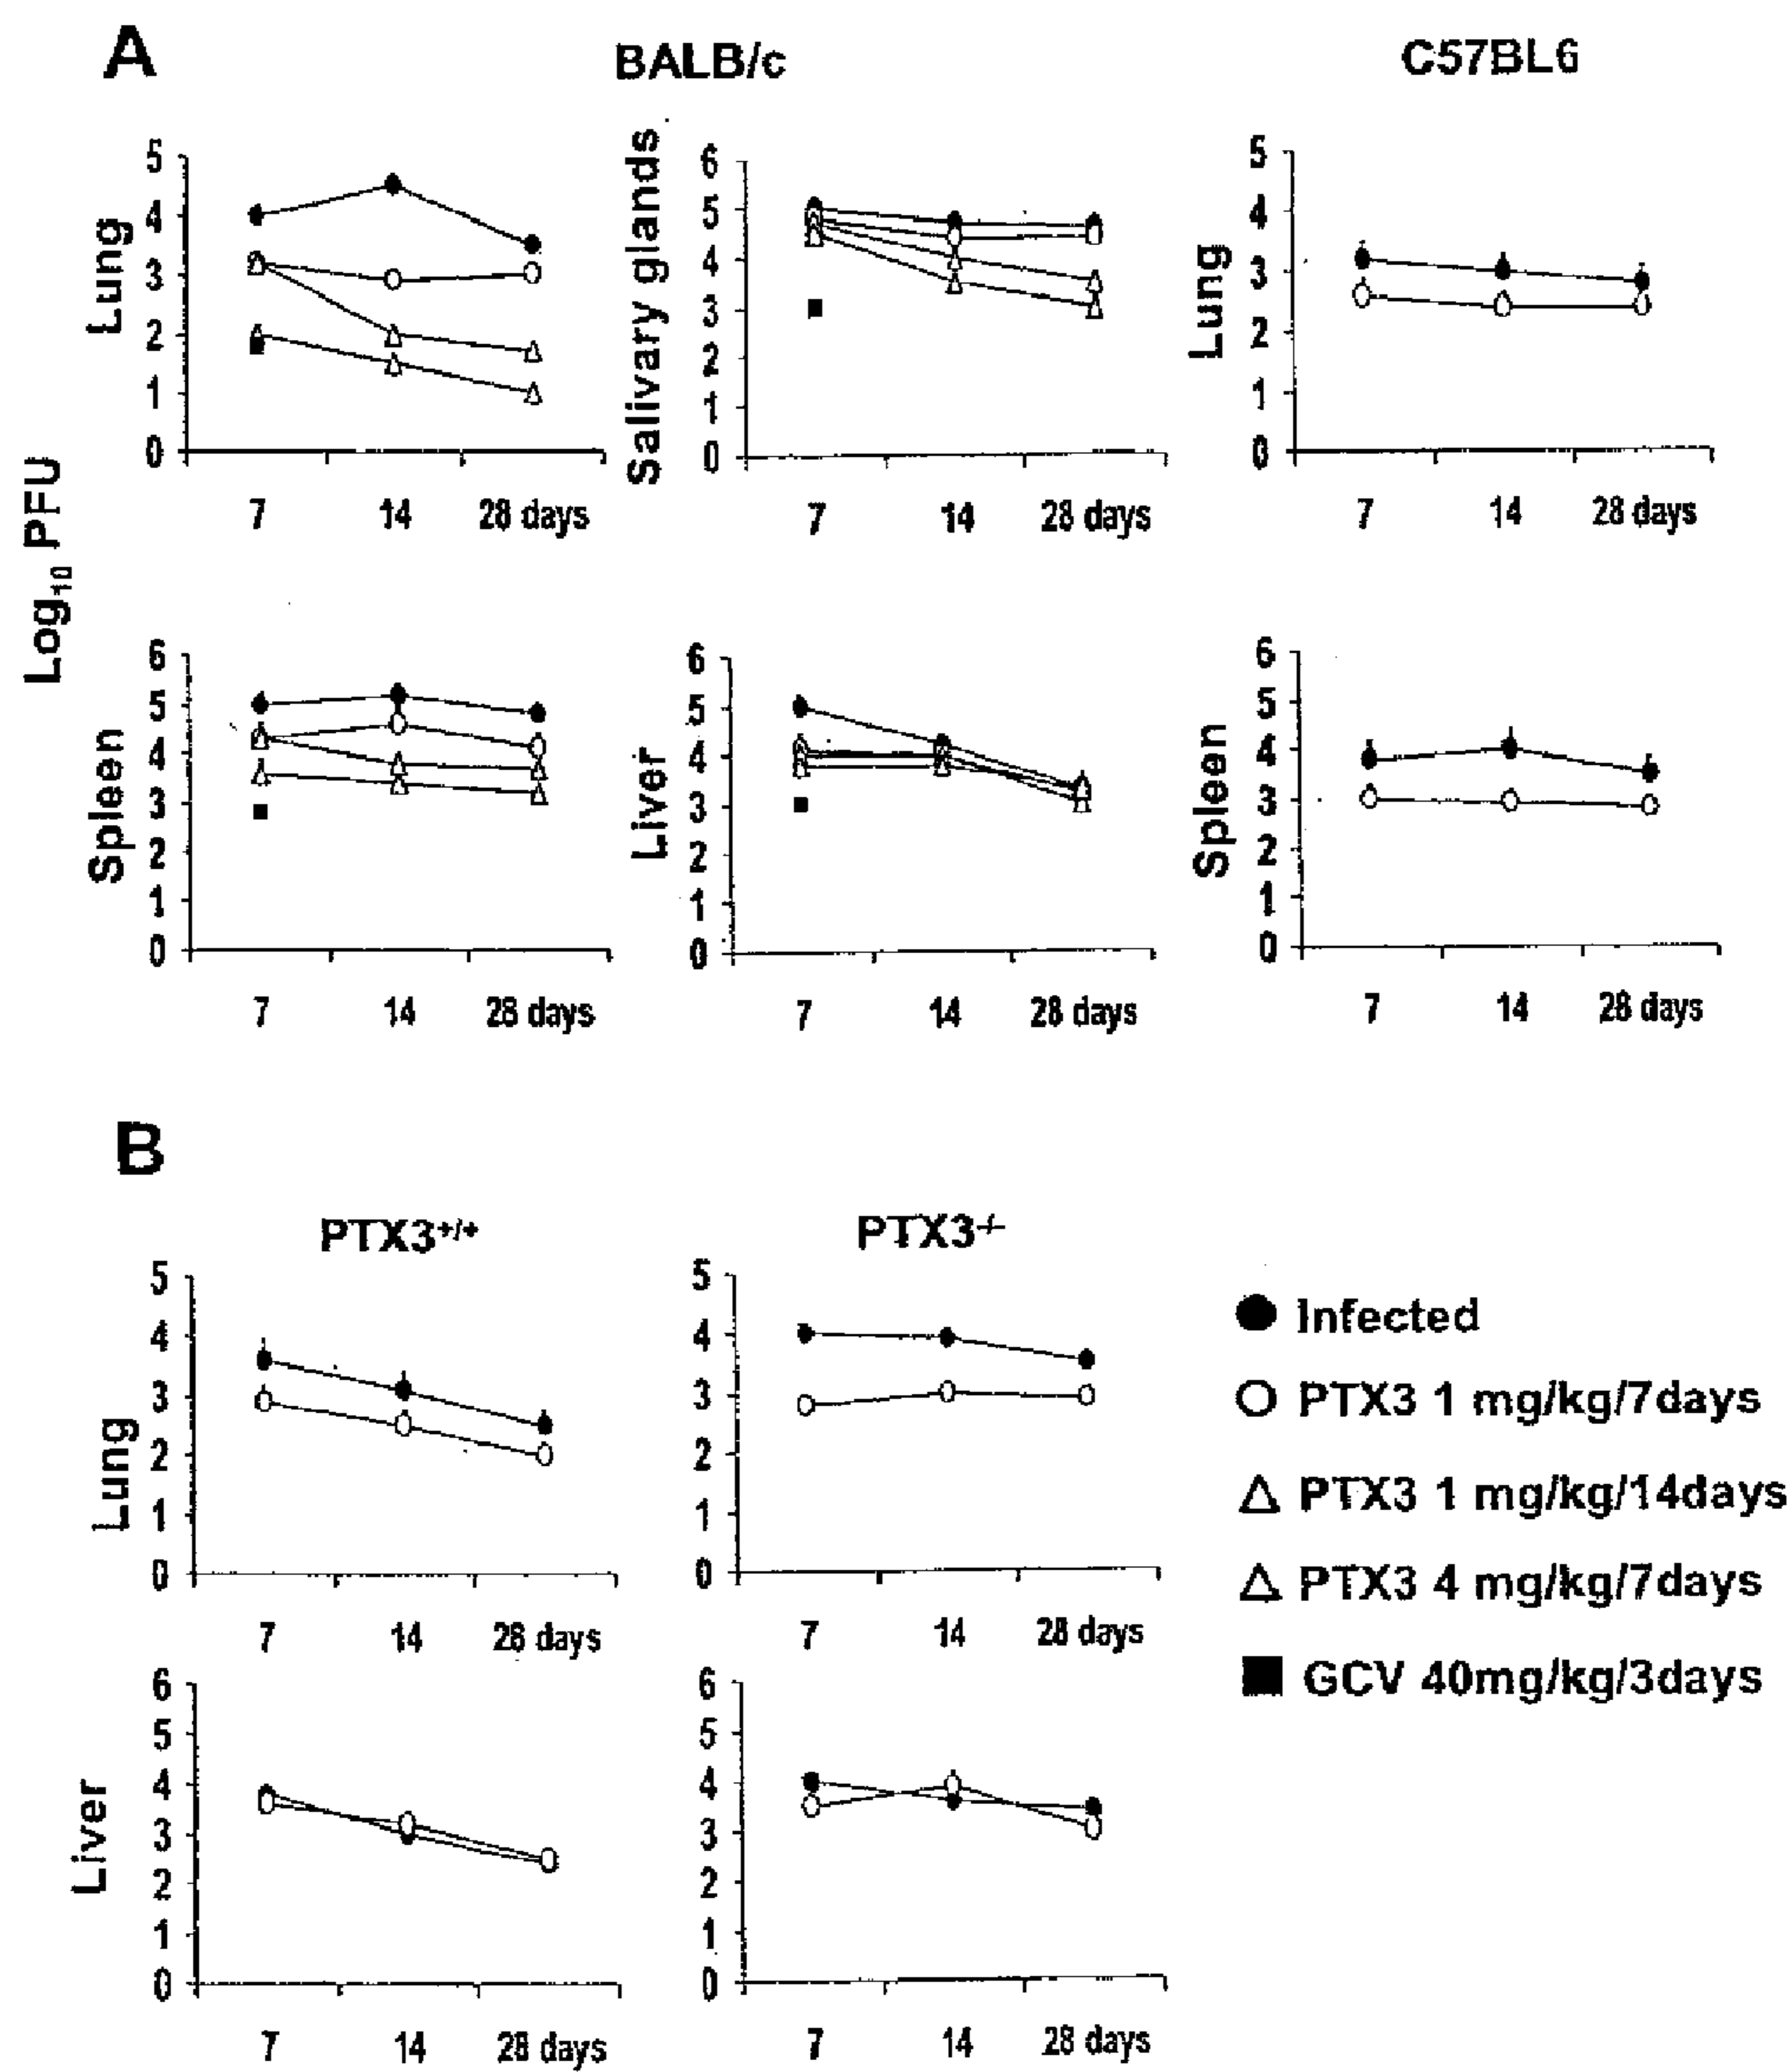 A
BALB/c
C57BL6
Log₁₀ PFU
Lung
5
4
3
2
1
0
7 14 28 days
Salivary glands
6
5
4
3
2
1
0
7 14 28 days
Lung
5
4
3
2
1
0
7 14 28 days
Spleen
6
5
4
3
2
1
0
7 14 28 days
Liver
6
5
4
3
2
1
0
7 14 28 days
Spleen
6
5
4
3
2
1
0
7 14 28 days
B
PTX3⁺/⁺
PTX3⁻/⁻
Lung
5
4
3
2
1
0
7 14 28 days
5
4
3
2
1
0
7 14 28 days
Liver
6
5
4
3
2
1
0
7 14 28 days
6
5
4
3
2
1
0
7 14 28 days
Infected
PTX3 1 mg/kg/7days
PTX3 1 mg/kg/14days
PTX3 4 mg/kg/7days
GCV 40mg/kg/3days